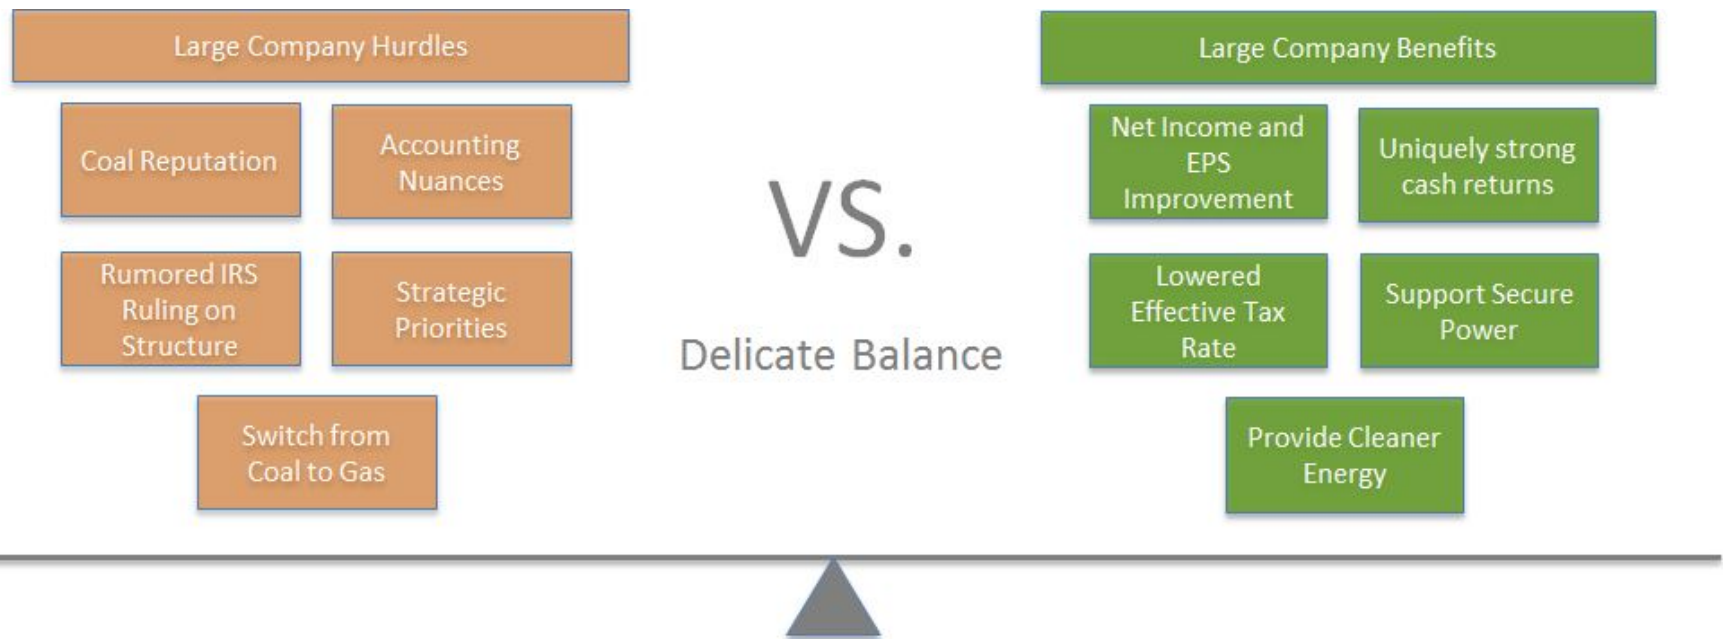 Large Company Hurdles
Coal Reputation
Accounting
Nuances
Rumored IRS
Ruling on
Structure
Strategic
Priorities
Switch from
Coal to Gas
VS.
Delicate Balance
Large Company Benefits
Net Income and
EPS
Improvement
Uniquely strong
cash returns
Lowered
Effective Tax
Rate
Support Secure
Power
Provide Cleaner
Energy